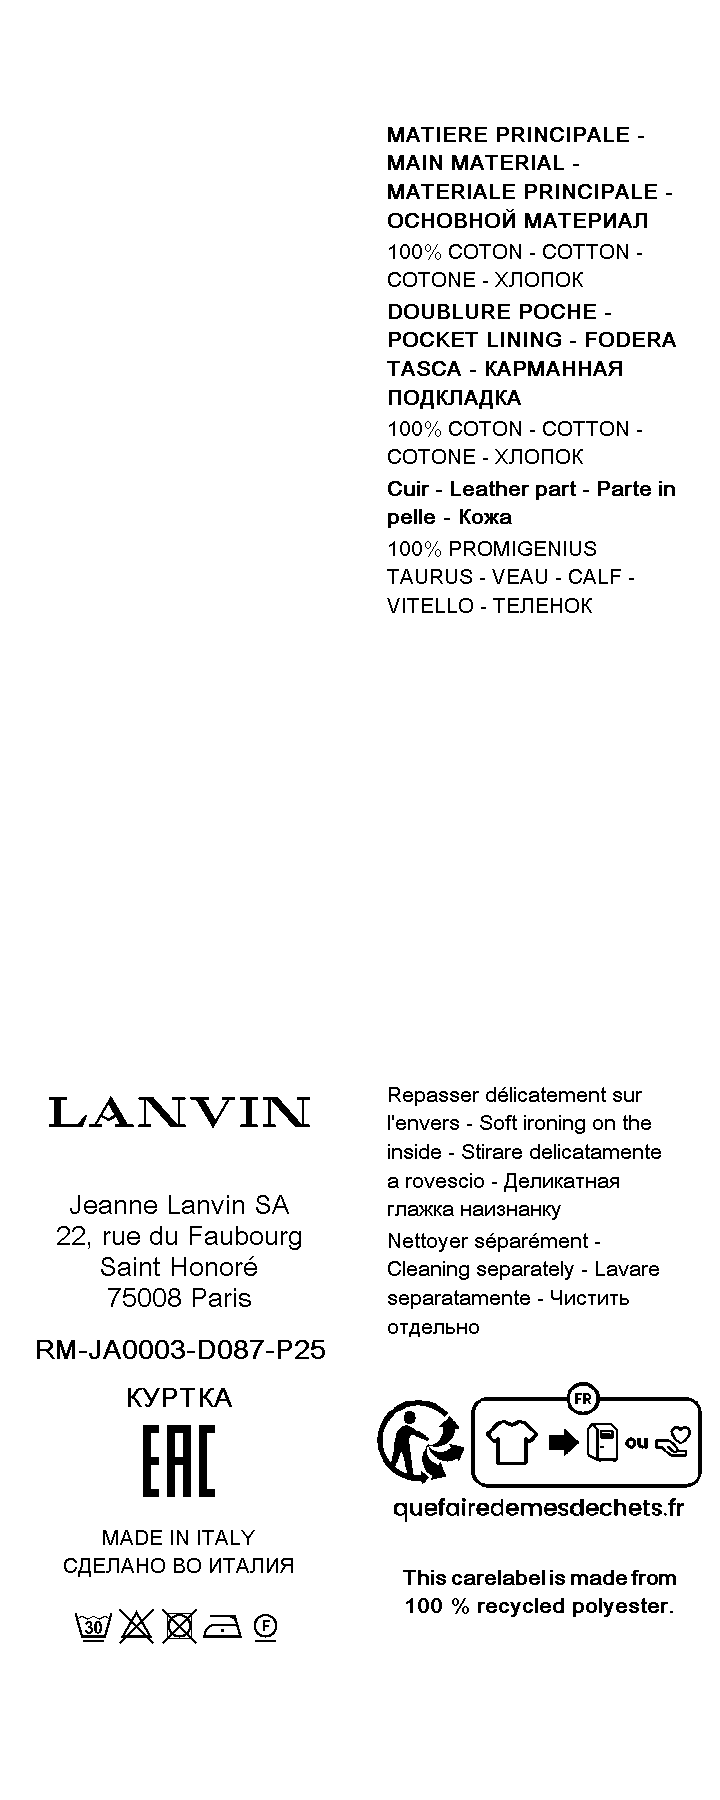 MATIERE PRINCIPALE -
MAIN MATERIAL -
MATERIALE PRINCIPALE -
ОСНОВНОЙ МАТЕРИАЛ
100% COTON - COTTON -
COTONE - ХЛОПОК
DOUBLURE POCHE -
POCKET LINING - FODERA
TASCA - КАРМАННАЯ
ПОДКЛАДКА
100% COTON - COTTON -
COTONE - ХЛОПОК
Cuir - Leather part - Parte in
pelle - Кожа
100% PROMIGENIUS
TAURUS - VEAU - CALF -
VITELLO - ТЕЛЕНОК
LANVIN
Jeanne Lanvin SA
22, rue du Faubourg
Saint Honoré
75008 Paris
RM-JA0003-D087-P25
КУРТКА
EAC
MADE IN ITALY
СДЕЛАНО ВО ИТАЛИЯ
30
F
Repasser délicatement sur
l'envers - Soft ironing on the
inside - Stirare delicatamente
a rovescio - Деликатная
глажка наизнанку
Nettoyer séparément -
Cleaning separately - Lavare
separatamente - Чистить
отдельно
FR
ou
quefairedemesdechets.fr
This carelabel is made from
100 % recycled polyester.